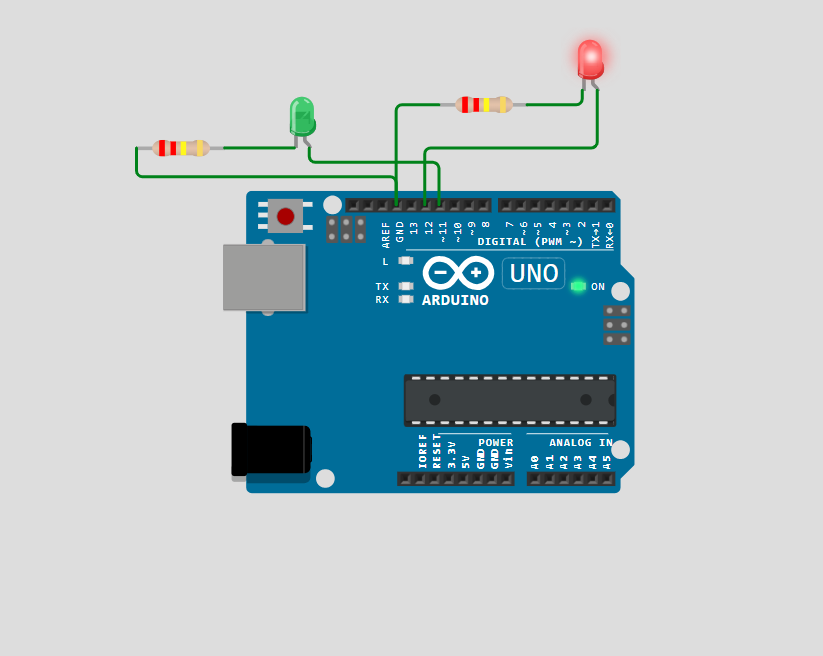 AREF
GND
13
12
~11
~10
~9
8
7
~6
~5
4
~3
2
TX→1
RX←0
DIGITAL (PWM ~)
L
UNO
TX
RX
ON
ARDUINO
POWER
ANALOG IN
IOREF
RESET
3.3V
5V
GND
GND
Vin
A0
A1
A2
A3
A4
A5